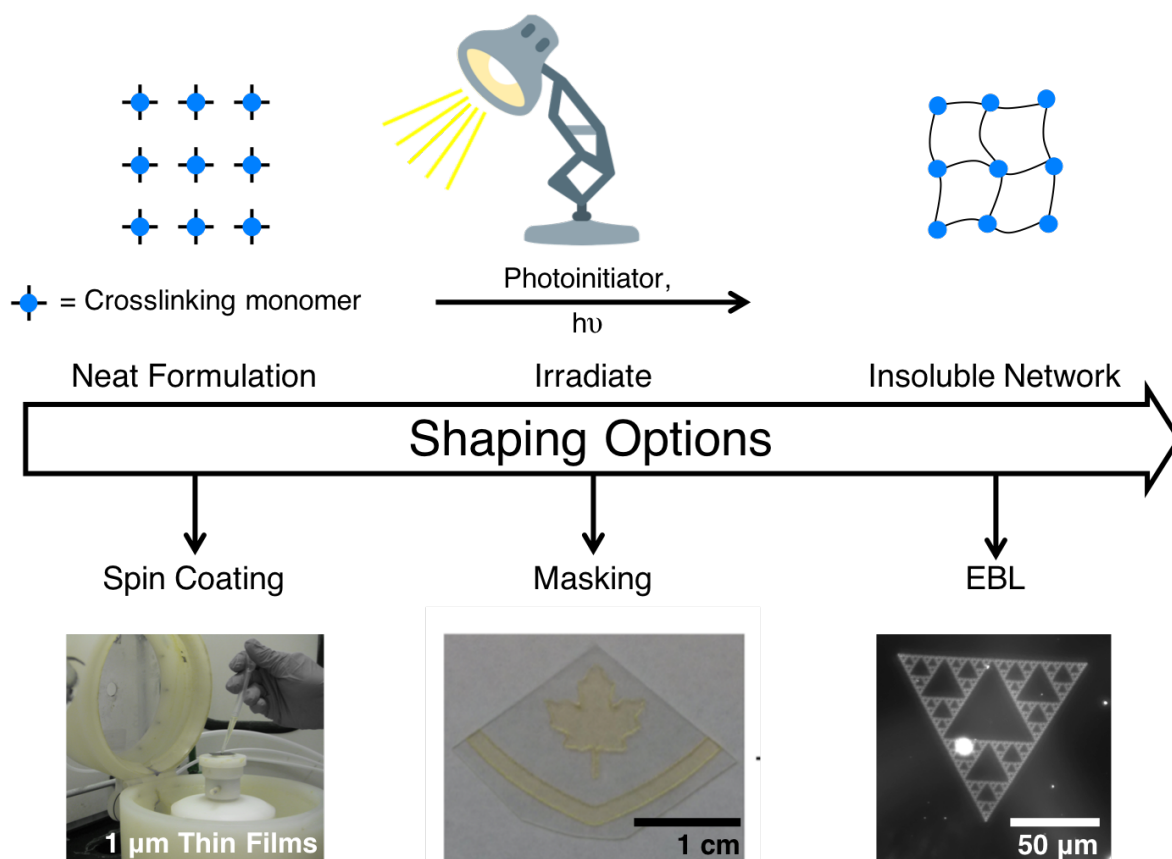 = Crosslinking monomer
Photoinitiator,
hυ
Neat Formulation
Irradiate
Insoluble Network
Shaping Options
Spin Coating
Masking
EBL
1 μm Thin Films
1 cm
50 μm